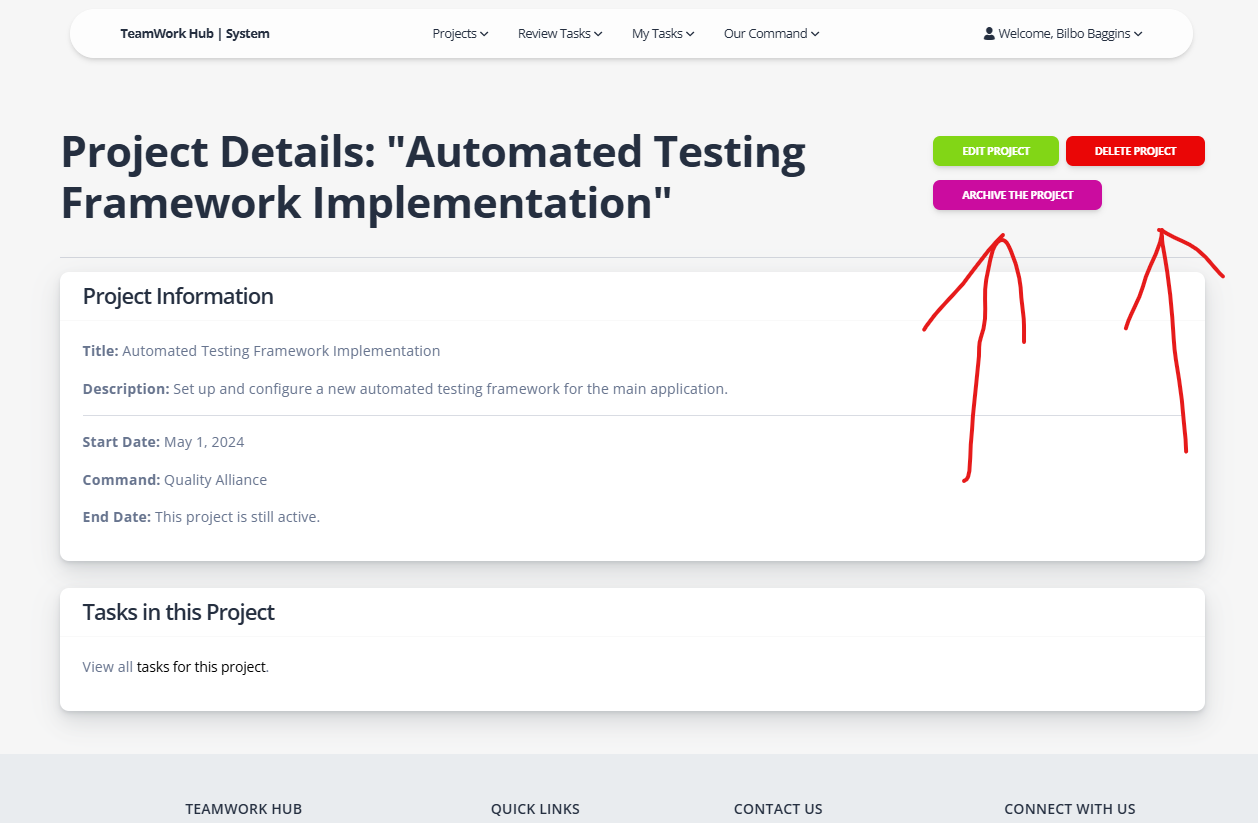 TeamWork Hub | System
Projects
Review Tasks
My Tasks
Our Command
Welcome, Bilbo Baggins
Project Details: "Automated Testing
Framework Implementation"
EDIT PROJECT
DELETE PROJECT
ARCHIVE THE PROJECT
Project Information
Title: Automated Testing Framework Implementation
Description: Set up and configure a new automated testing framework for the main application.
Start Date: May 1, 2024
Command: Quality Alliance
End Date: This project is still active.
Tasks in this Project
View all tasks for this project.
TEAMWORK HUB
QUICK LINKS
CONTACT US
CONNECT WITH US